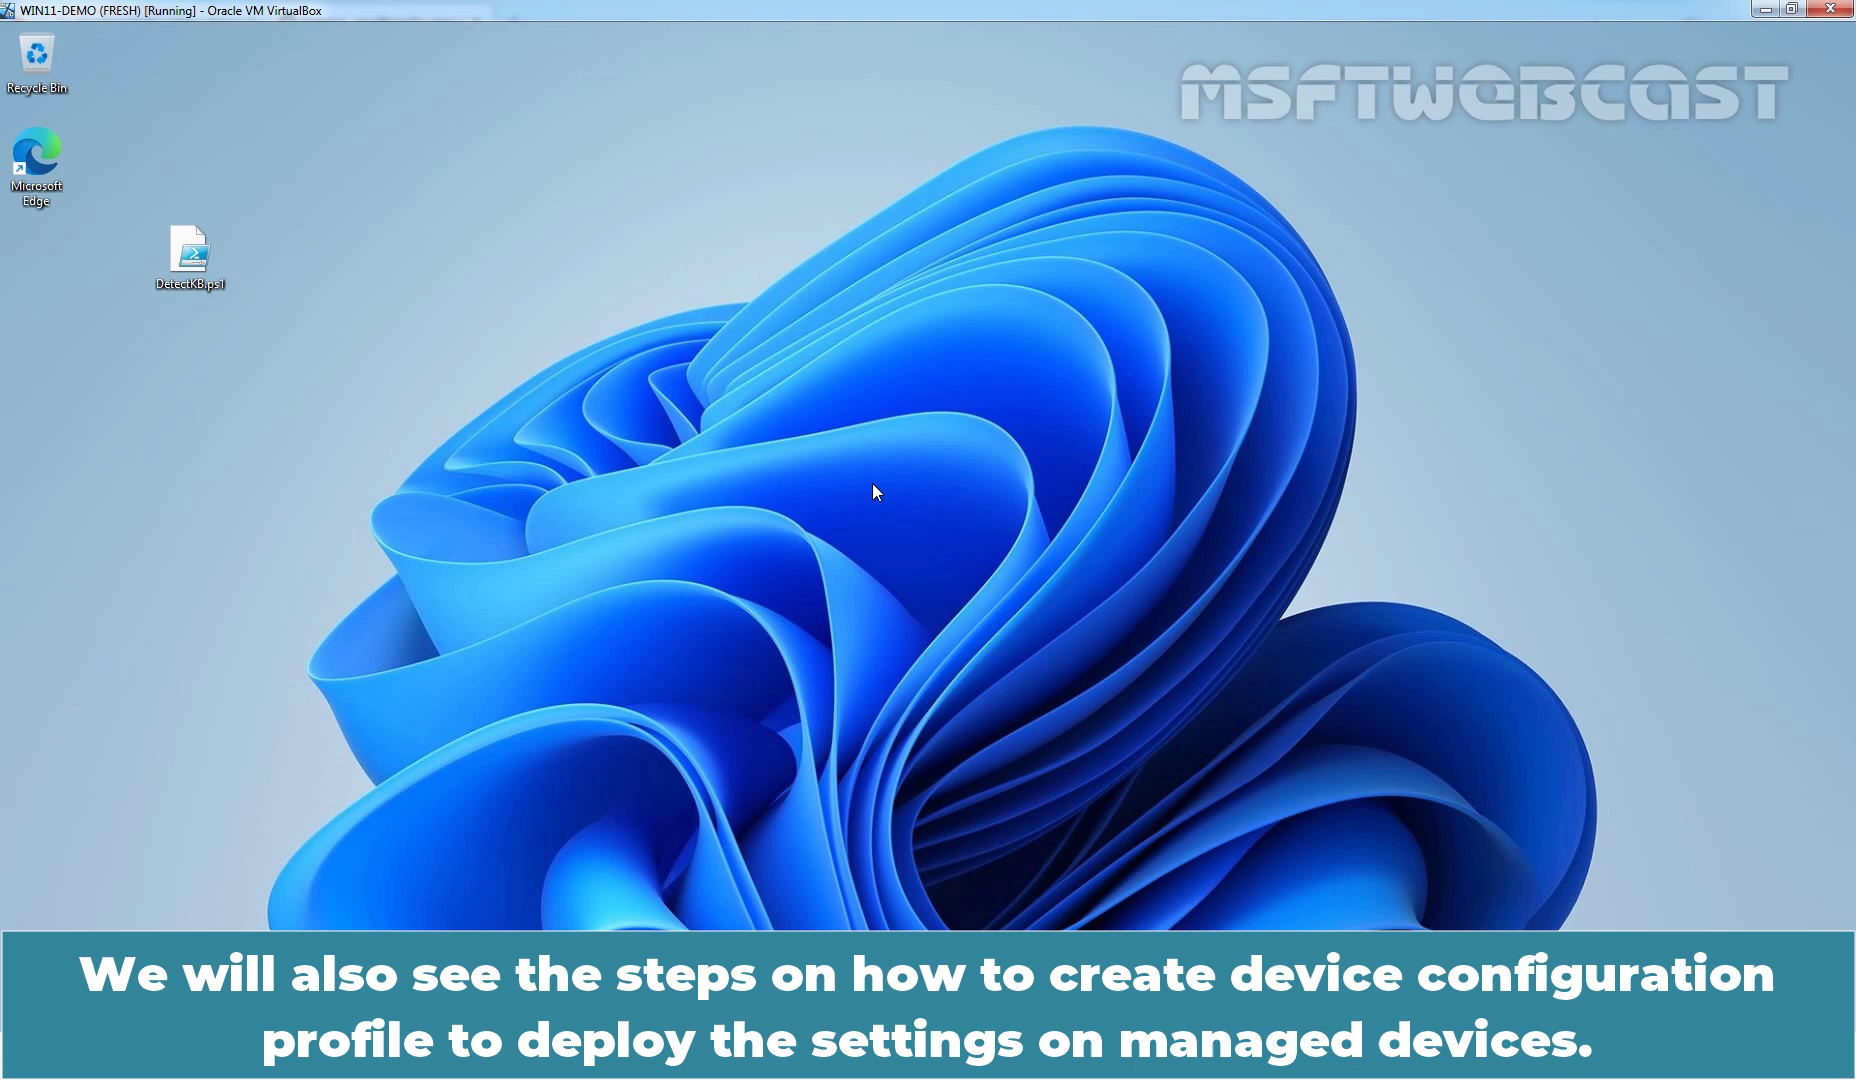 WIN11-DEMO (FRESH) [Running] - Oracle VM VirtualBox
Recycle Bin
MSFTWEBCAST
Microsoft
Edge
DetectKB.ps1
We will also see the steps on how to create device configuration
profile to deploy the settings on managed devices.